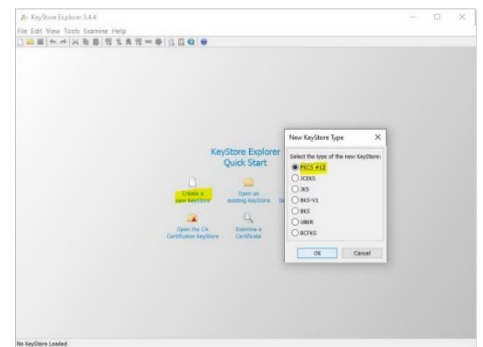 KeyStore Explorer 5.4.4
File Edit View Tools Examine Help
KeyStore Explorer
Quick Start
Create a
new KeyStore
Open an
existing KeyStore
Open the CA
Certificates KeyStore
Examine a
Certificate
New KeyStore Type
Select the type of the new KeyStore:
PKCS #12
JCEKS
JKS
BKS-V1
BKS
UBER
BCFKS
OK
Cancel
No KeyStore Loaded